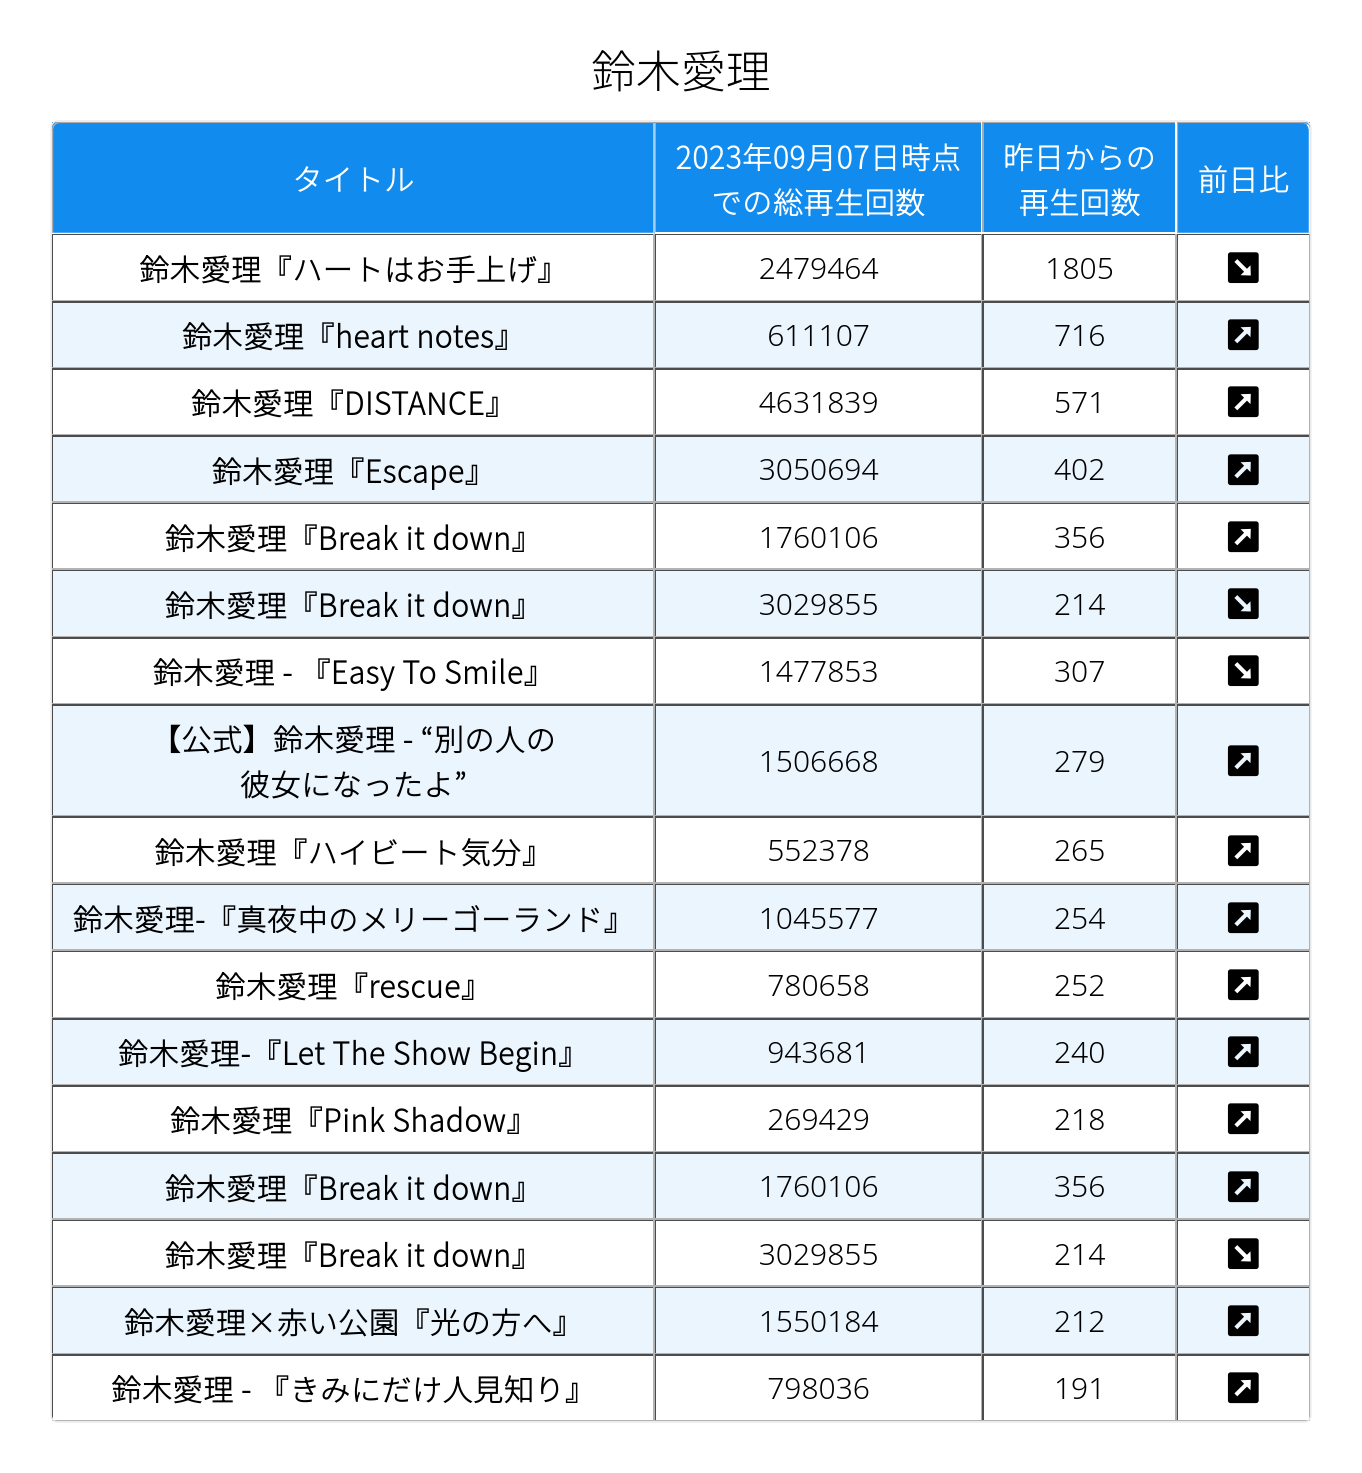 鈴木愛理
タイトル 2023年09月07日時点 昨日からの 前日比
での総再生回数 再生回数
鈴木愛理『ハートはお手上げ』 2479464 1805 ↘
鈴木愛理『heart notes』 611107 716 ↗
鈴木愛理『DISTANCE』 4631839 571 ↗
鈴木愛理『Escape』 3050694 402 ↗
鈴木愛理『Break it down』 1760106 356 ↗
鈴木愛理『Break it down』 3029855 214 ↘
鈴木愛理 - 『Easy To Smile』 1477853 307 ↘
【公式】鈴木愛理 - “別の人の
彼女になったよ” 1506668 279 ↗
鈴木愛理『ハイビート気分』 552378 265 ↗
鈴木愛理-『真夜中のメリーゴーランド』 1045577 254 ↗
鈴木愛理『rescue』 780658 252 ↗
鈴木愛理-『Let The Show Begin』 943681 240 ↗
鈴木愛理『Pink Shadow』 269429 218 ↗
鈴木愛理『Break it down』 1760106 356 ↗
鈴木愛理『Break it down』 3029855 214 ↘
鈴木愛理×赤い公園『光の方へ』 1550184 212 ↗
鈴木愛理 - 『きみにだけ人見知り』 798036 191 ↗